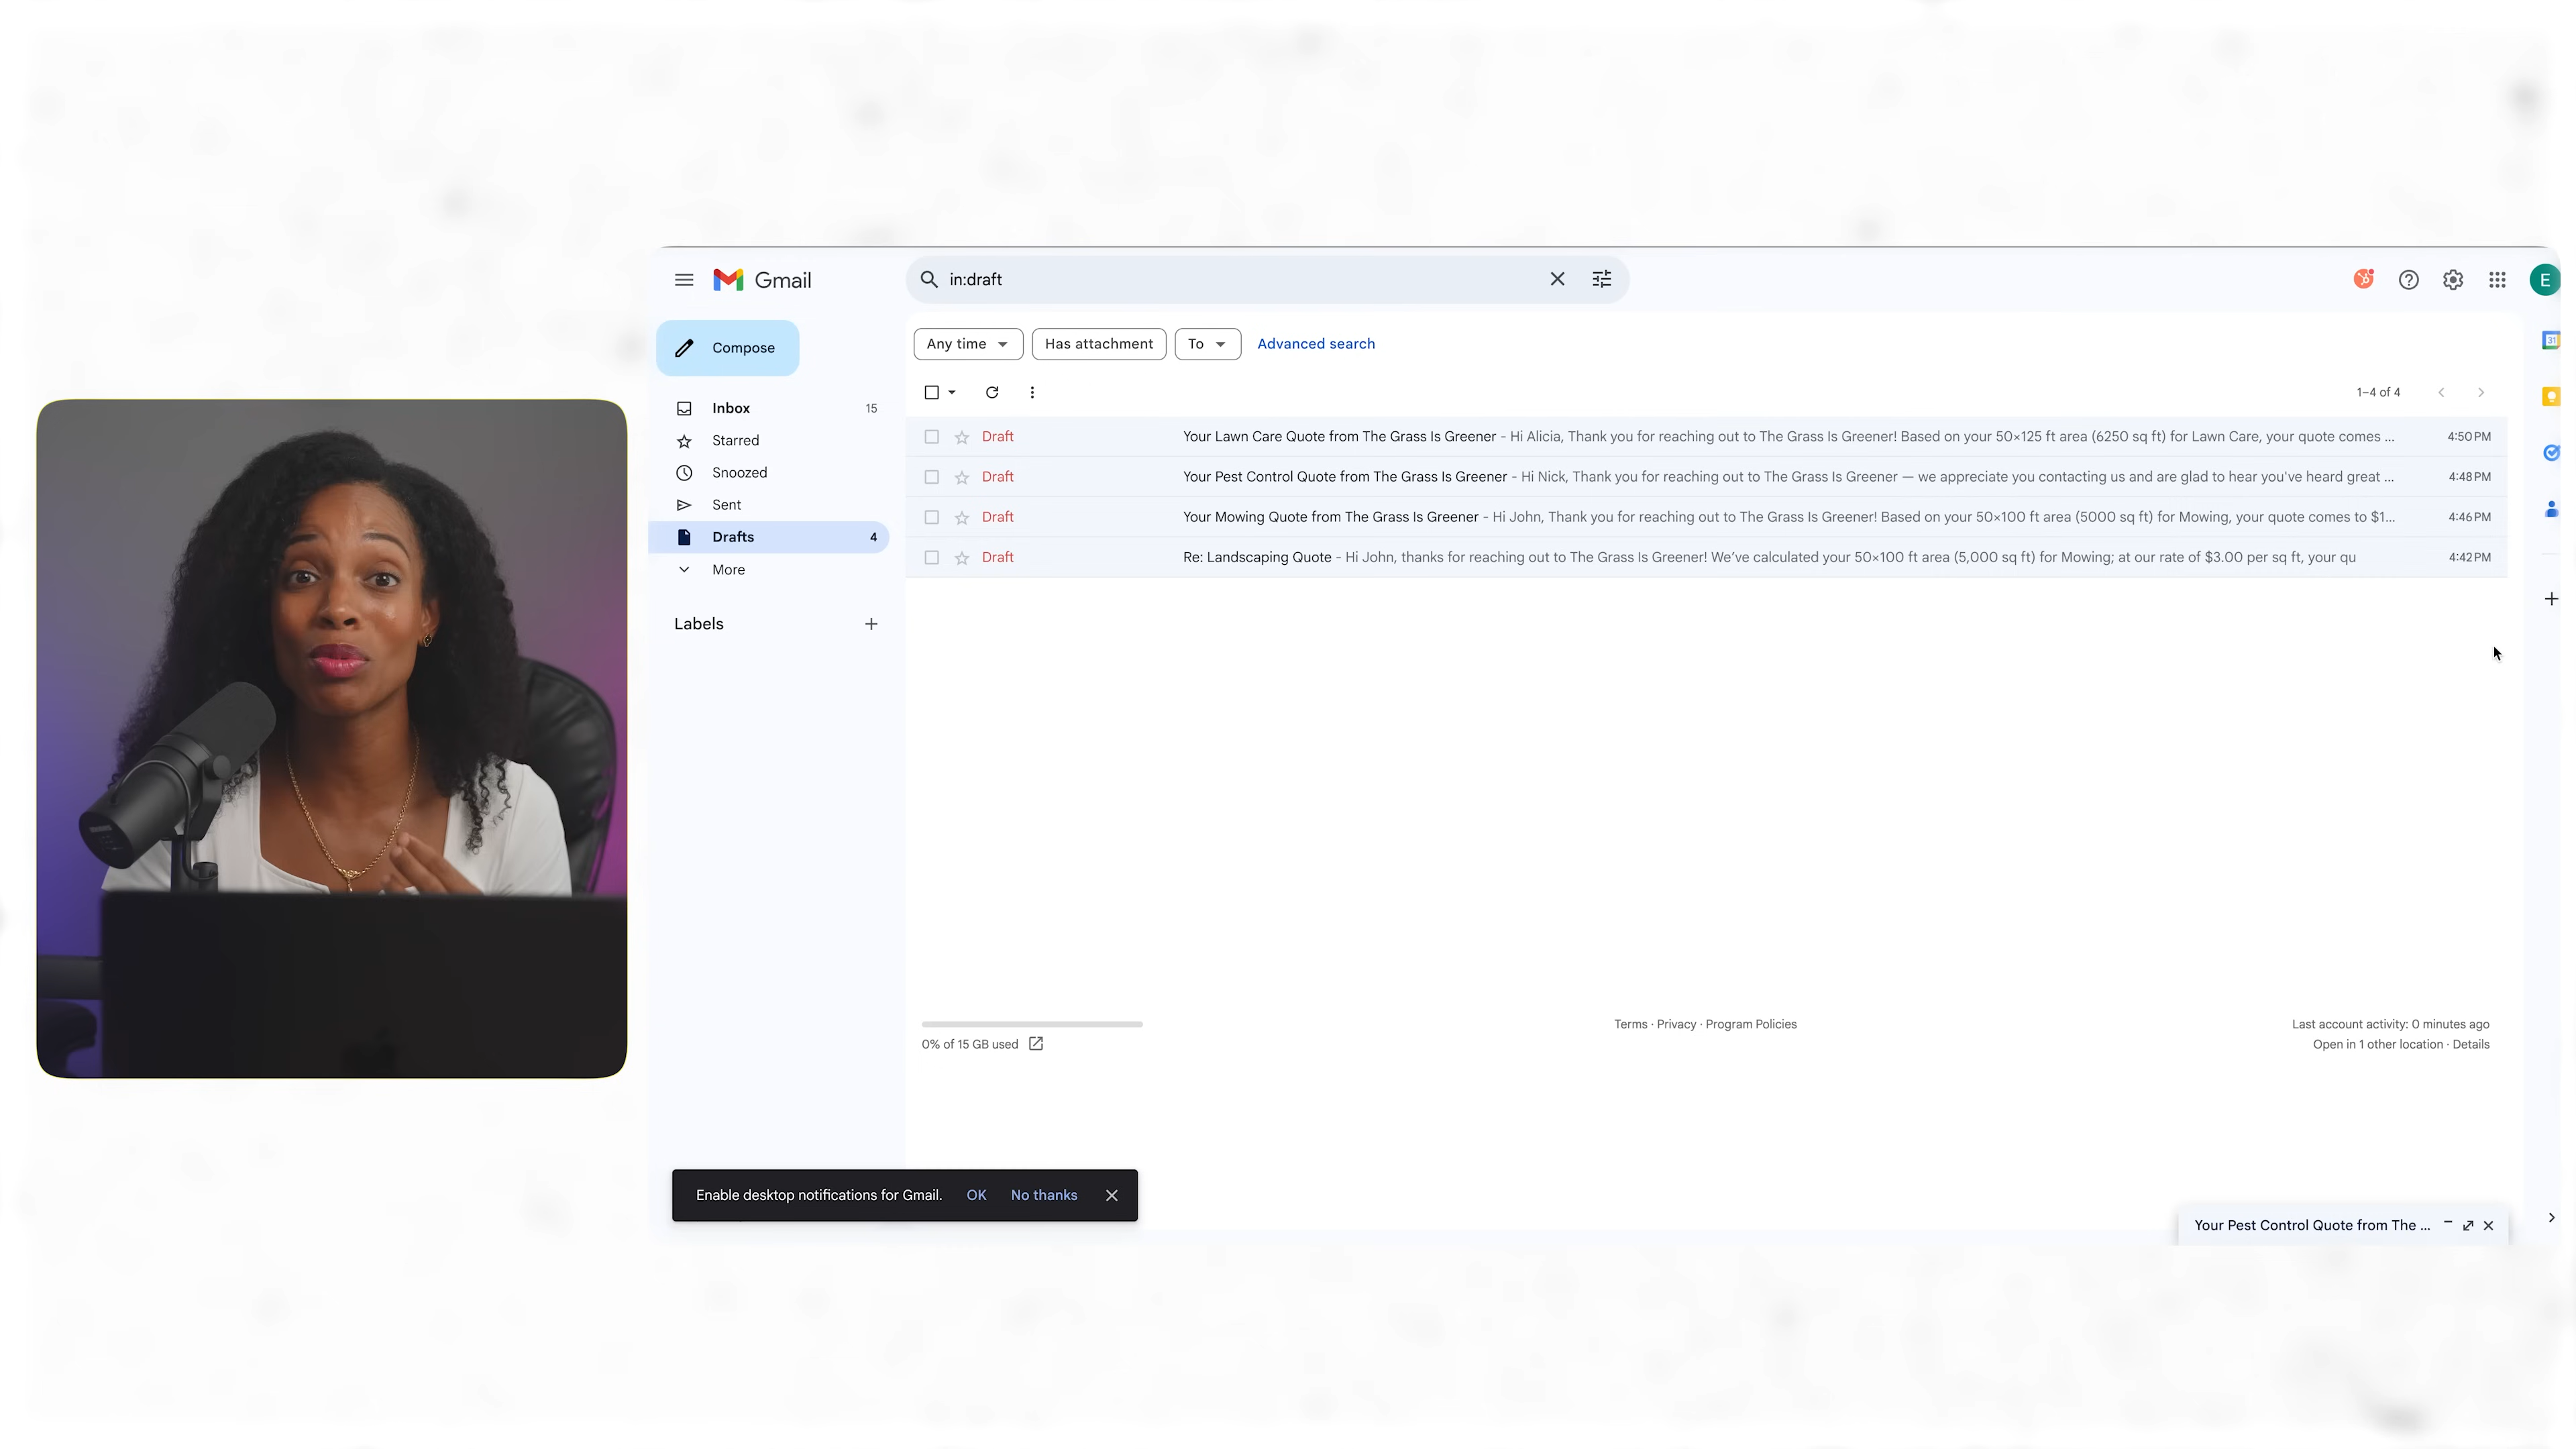 Gmail
in:draft
E
Compose
Any time
Has attachment
To
Advanced search
31
1–4 of 4
Inbox 15
Starred
Snoozed
Sent
Drafts 4
More
Labels
Draft Your Lawn Care Quote from The Grass Is Greener - Hi Alicia, Thank you for reaching out to The Grass Is Greener! Based on your 50×125 ft area (6250 sq ft) for Lawn Care, your quote comes ... 4:50 PM
Draft Your Pest Control Quote from The Grass Is Greener - Hi Nick, Thank you for reaching out to The Grass Is Greener — we appreciate you contacting us and are glad to hear you've heard great ... 4:48 PM
Draft Your Mowing Quote from The Grass Is Greener - Hi John, Thank you for reaching out to The Grass Is Greener! Based on your 50×100 ft area (5000 sq ft) for Mowing, your quote comes to $1... 4:46 PM
Draft Re: Landscaping Quote - Hi John, thanks for reaching out to The Grass Is Greener! We’ve calculated your 50×100 ft area (5,000 sq ft) for Mowing; at our rate of $3.00 per sq ft, your qu 4:42 PM
0% of 15 GB used
Terms · Privacy · Program Policies
Last account activity: 0 minutes ago
Open in 1 other location · Details
Enable desktop notifications for Gmail. OK No thanks
Your Pest Control Quote from The ...